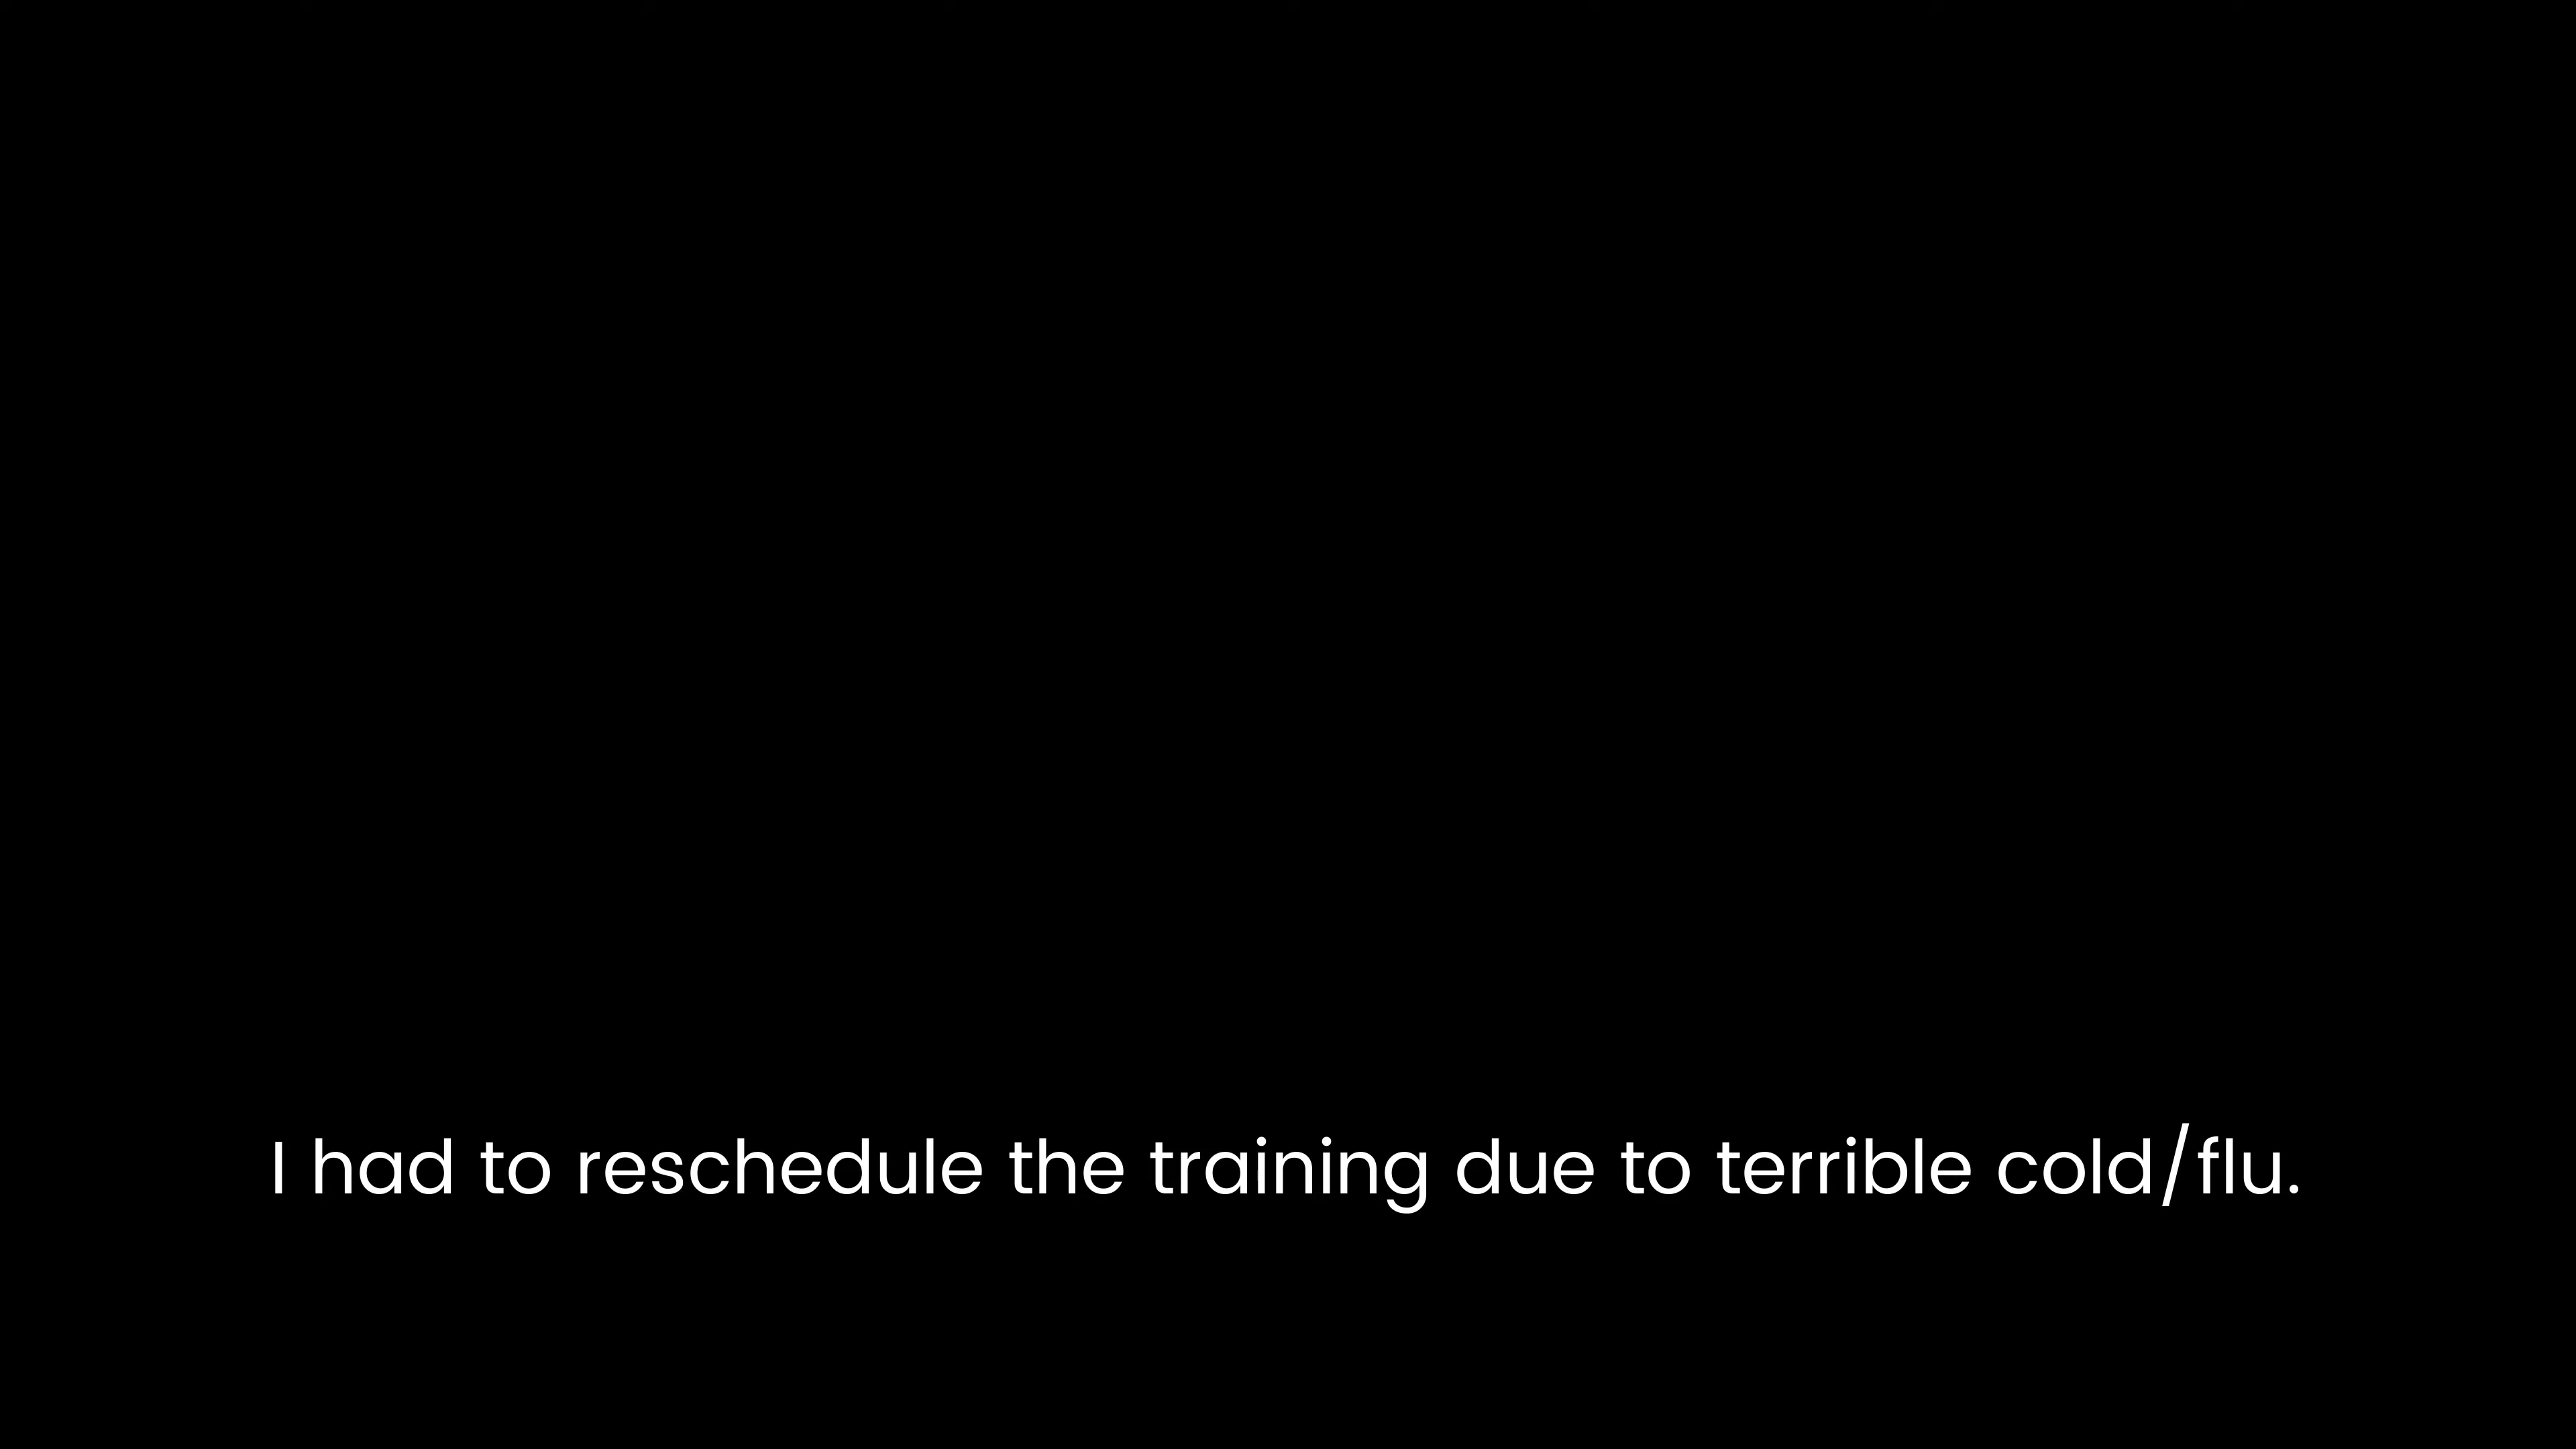 I had to reschedule the training due to terrible cold/flu.